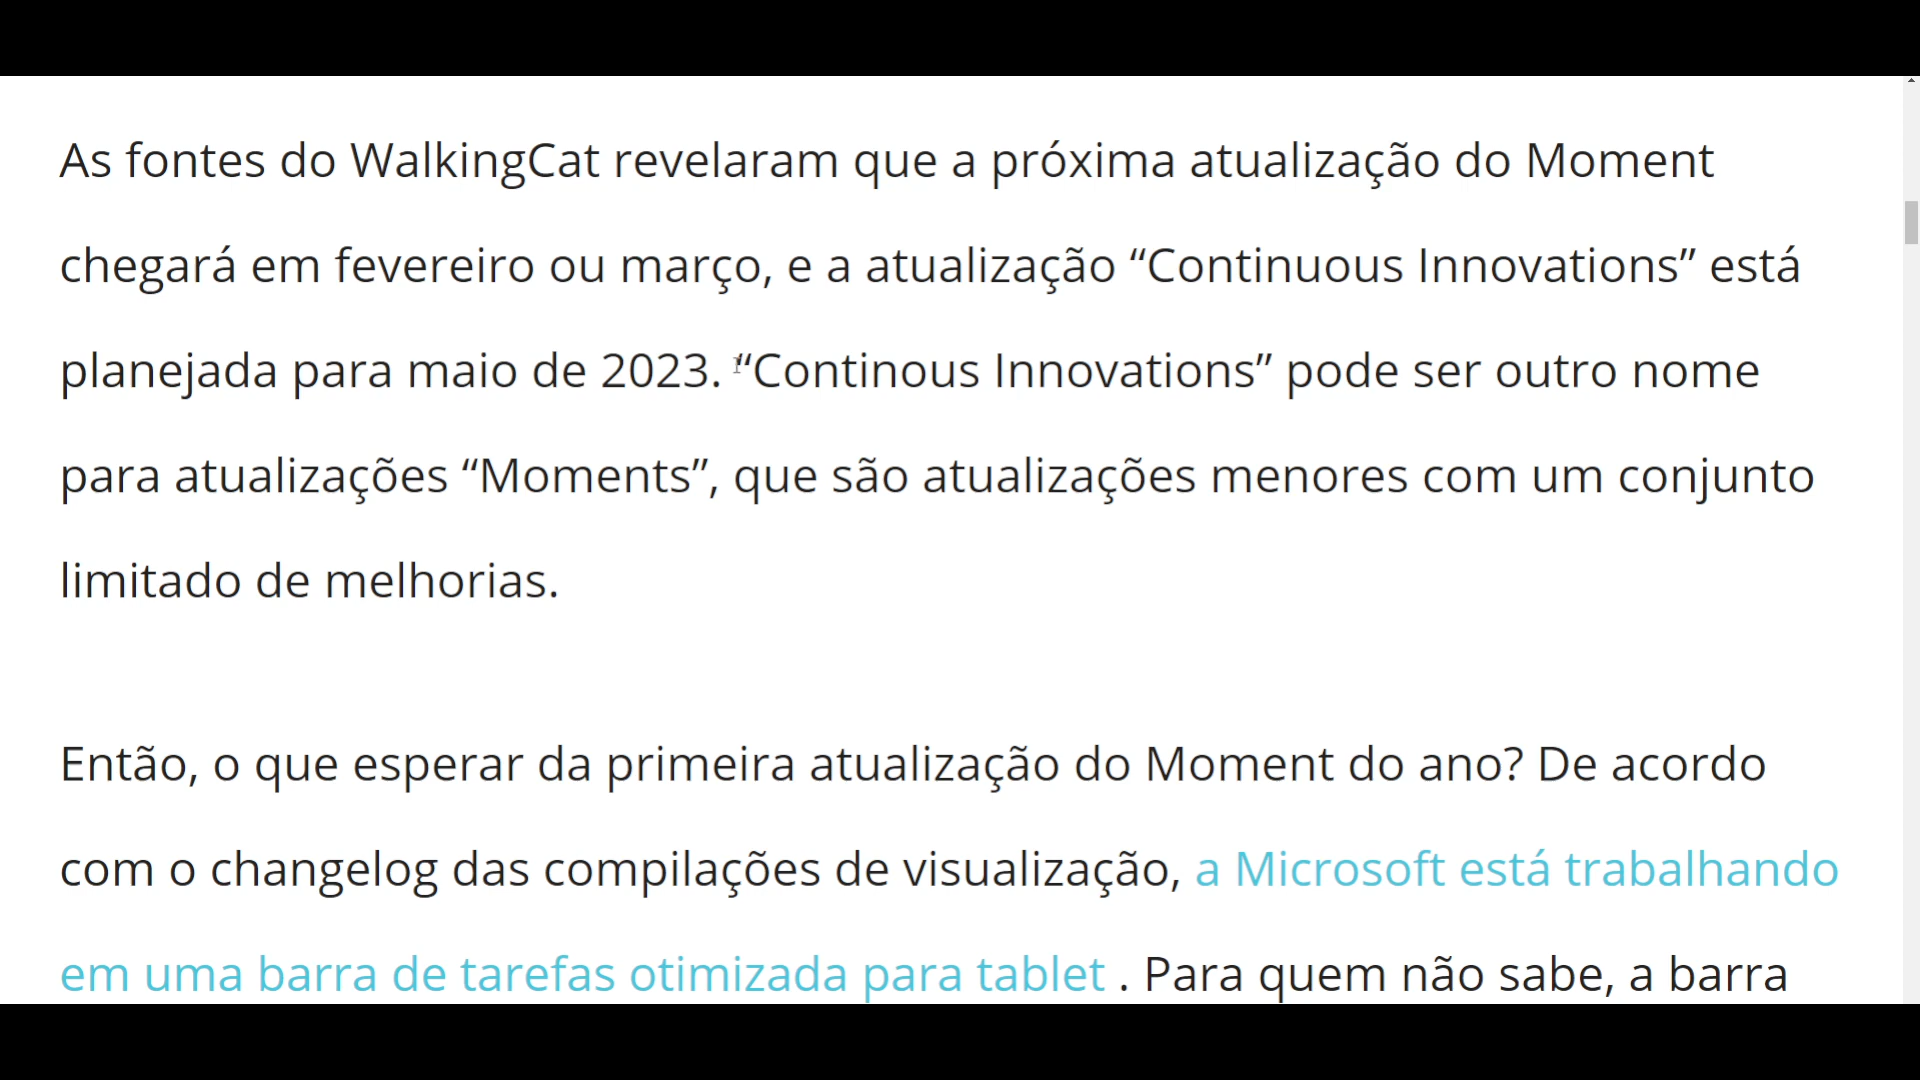 As fontes do WalkingCat revelaram que a próxima atualização do Moment
chegará em fevereiro ou março, e a atualização “Continuous Innovations” está
planejada para maio de 2023. “Continous Innovations” pode ser outro nome
para atualizações “Moments”, que são atualizações menores com um conjunto
limitado de melhorias.
Então, o que esperar da primeira atualização do Moment do ano? De acordo
com o changelog das compilações de visualização, a Microsoft está trabalhando
em uma barra de tarefas otimizada para tablet . Para quem não sabe, a barra